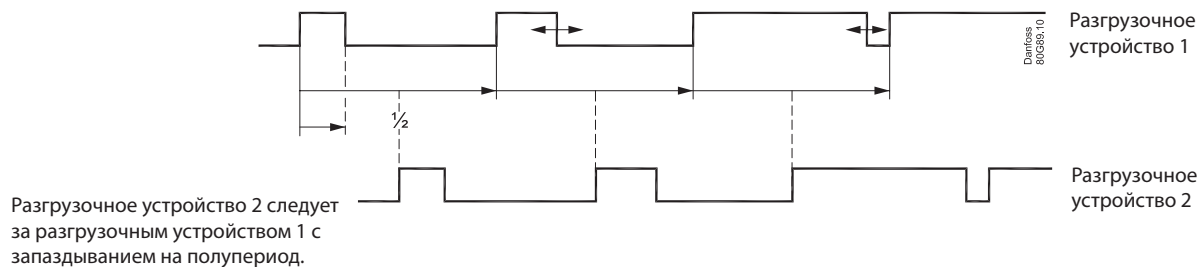 Danfoss
80G89.10
Разгрузочное
устройство 1
½
Разгрузочное
устройство 2
Разгрузочное устройство 2 следует
за разгрузочным устройством 1 с
запаздыванием на полупериод.